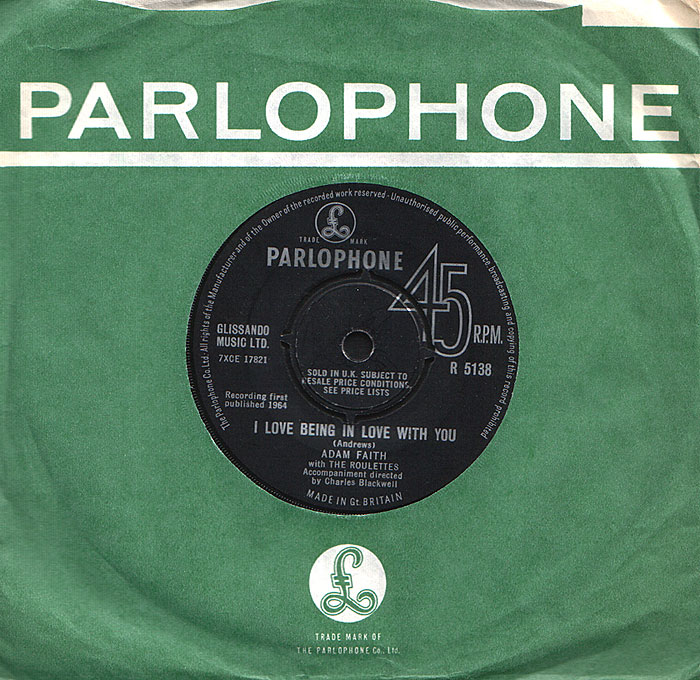 PARLOPHONE
All rights of the Manufacturer and of the Owner of the recorded work reserved · Unauthorised public performance, broadcasting and copying of this record prohibited
The Parlophone Co. Ltd.
£
TRADE MARK
PARLOPHONE
45 R.P.M.
GLISSANDO
MUSIC LTD.
7XCE 17821
R 5138
SOLD IN U.K. SUBJECT TO
RESALE PRICE CONDITIONS,
SEE PRICE LISTS
Recording first
published 1964
I LOVE BEING IN LOVE WITH YOU
(Andrews)
ADAM FAITH
with THE ROULETTES
Accompaniment directed
by Charles Blackwell
MADE IN Gt. BRITAIN
£
TRADE MARK OF
THE PARLOPHONE Co., Ltd.